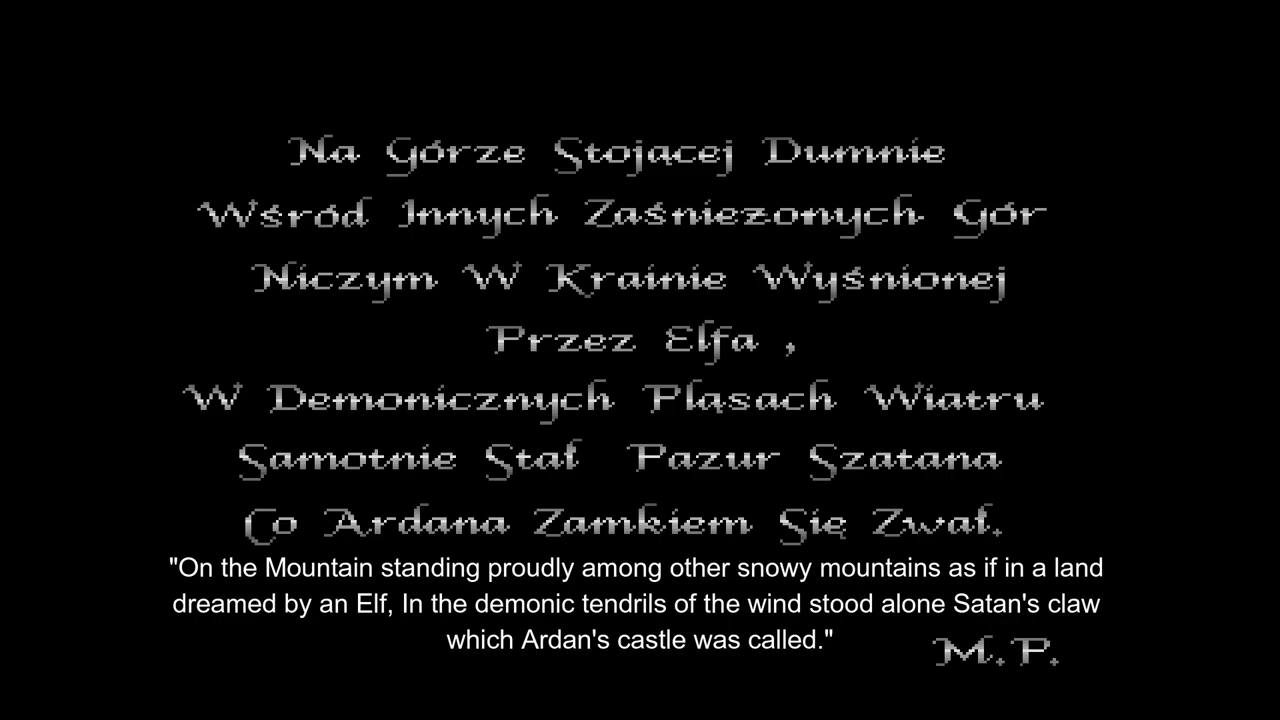 Na Górze Stojacej Dumnie
Wśród Innych Zaśnieżonych Gór
Niczym W Krainie Wyśnionej
Przez Elfa ,
W Demonicznych Pląsach Wiatru
Samotnie Stał Pazur Szatana
Co Ardana Zamkiem Się Zwał.
"On the Mountain standing proudly among other snowy mountains as if in a land
dreamed by an Elf, In the demonic tendrils of the wind stood alone Satan's claw
which Ardan's castle was called."
M.P.